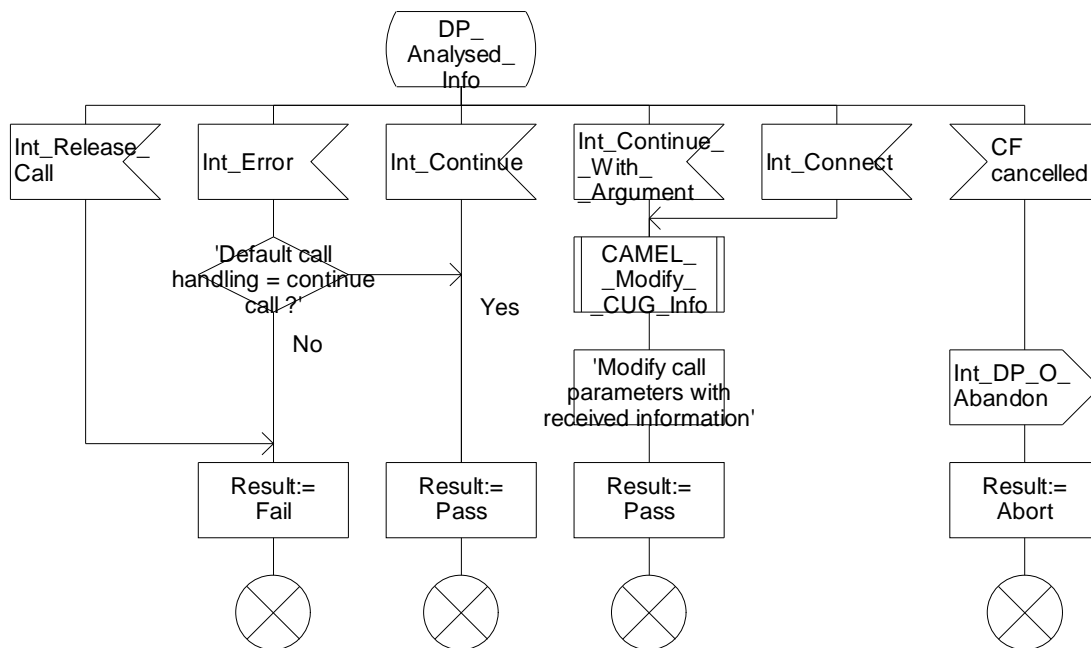 DP_
Analysed_
Info
Int_Release_
Call
Int_Error
Int_Continue
Int_Continue_
_With_
_Argument
Int_Connect
CF
cancelled
'Default call
handling = continue
call ?'
Yes
No
CAMEL_
_Modify_
_CUG_Info
'Modify call
parameters with
received information'
Int_DP_O_
Abandon
Result:=
Fail
Result:=
Pass
Result:=
Pass
Result:=
Abort